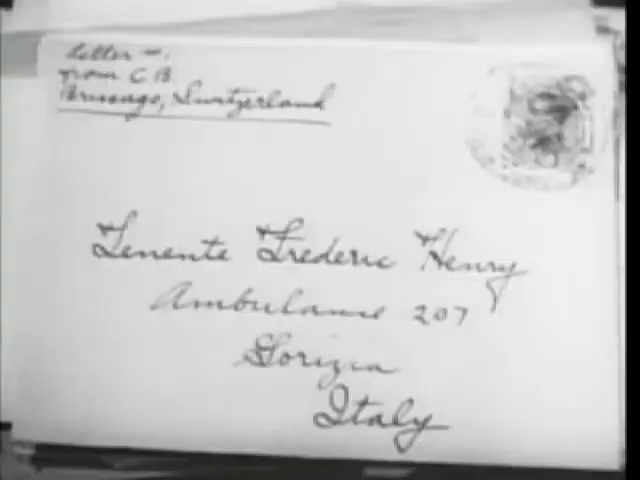 Letter —.
from C B.
Brissago, Switzerland
Tenente Frederic Henry
Ambulance 207
Gorizia
Italy